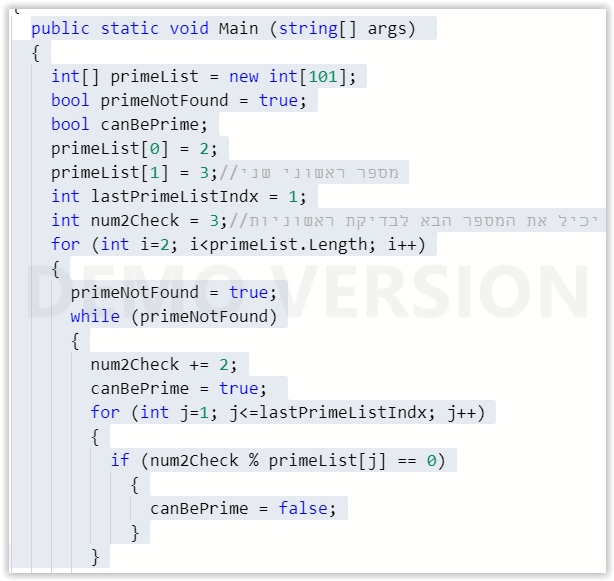 {
public static void Main (string[] args)
{
int[] primeList = new int[101];
bool primeNotFound = true;
bool canBePrime;
primeList[0] = 2;
primeList[1] = 3;//מספר ראשוני שני
int lastPrimeListIndx = 1;
int num2Check = 3;//יכיל את המספר הבא לבדיקת ראשוניות
for (int i=2; i<primeList.Length; i++)
{
DEMO VERSION
primeNotFound = true;
while (primeNotFound)
{
num2Check += 2;
canBePrime = true;
for (int j=1; j<=lastPrimeListIndx; j++)
{
if (num2Check % primeList[j] == 0)
{
canBePrime = false;
}
}